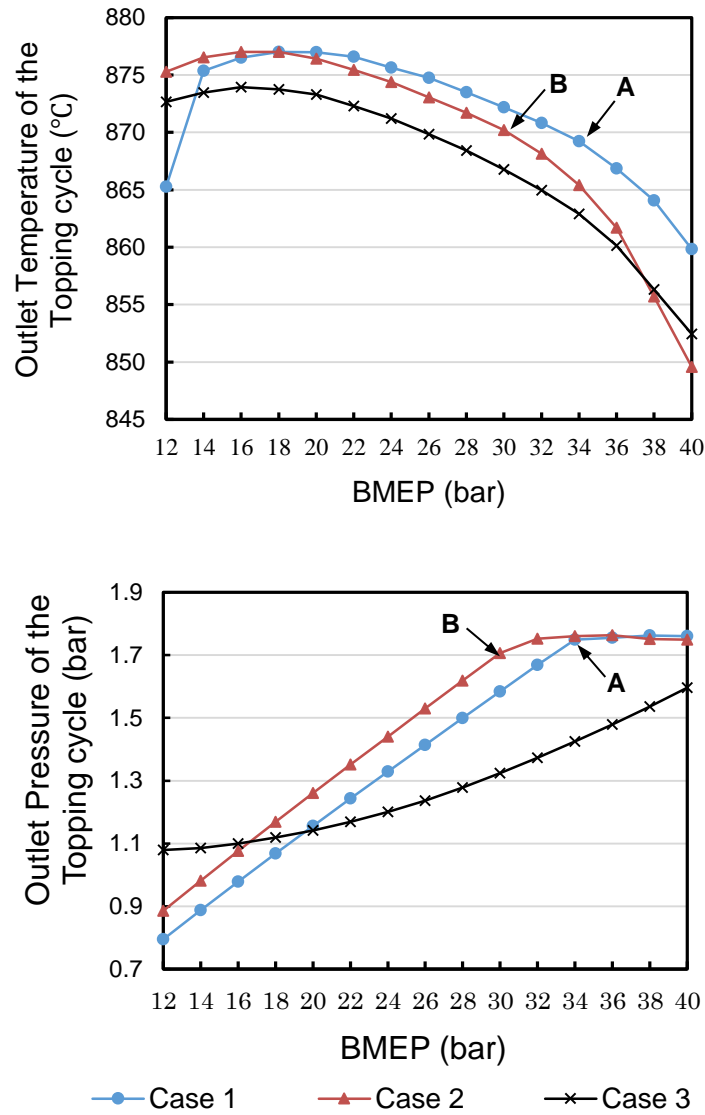 Outlet Temperature of the
Topping cycle (°C)
880
875
870
865
860
855
850
845
B
A
12 14 16 18 20 22 24 26 28 30 32 34 36 38 40
BMEP (bar)
Outlet Pressure of the
Topping cycle (bar)
1.9
1.7
1.5
1.3
1.1
0.9
0.7
B
A
12 14 16 18 20 22 24 26 28 30 32 34 36 38 40
BMEP (bar)
Case 1 Case 2 Case 3